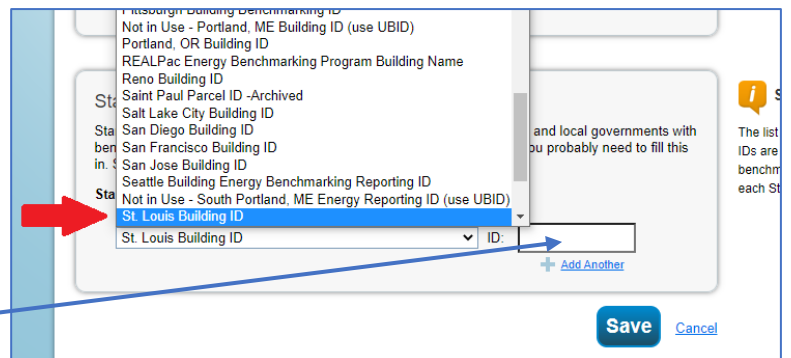 Pittsburgh Building Benchmarking ID
Not in Use - Portland, ME Building ID (use UBID)
Portland, OR Building ID
REALPac Energy Benchmarking Program Building Name
Reno Building ID
Saint Paul Parcel ID -Archived
Salt Lake City Building ID
San Diego Building ID
San Francisco Building ID
San Jose Building ID
Seattle Building Energy Benchmarking Reporting ID
Not in Use - South Portland, ME Energy Reporting ID (use UBID)
St. Louis Building ID
Sta
Sta
and local governments with
ben
ou probably need to fill this
in. S
Sta
St. Louis Building ID
ID:
Add Another
Save Cancel
S
The list
IDs are
benchm
each St